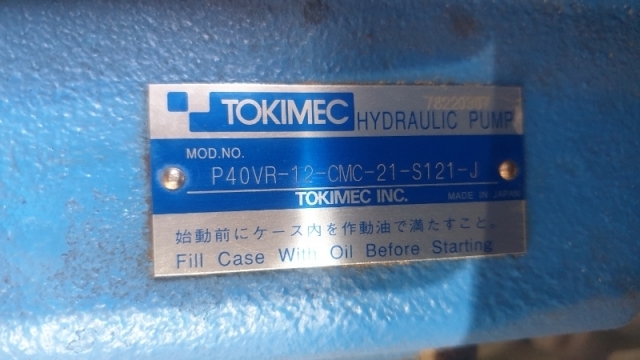 TOKIMEC HYDRAULIC PUMP
MOD.NO.
P40VR-12-CMC-21-S121-J
TOKIMEC INC. MADE IN JAPAN
始動前にケース内を作動油で満たすこと。
Fill Case With Oil Before Starting